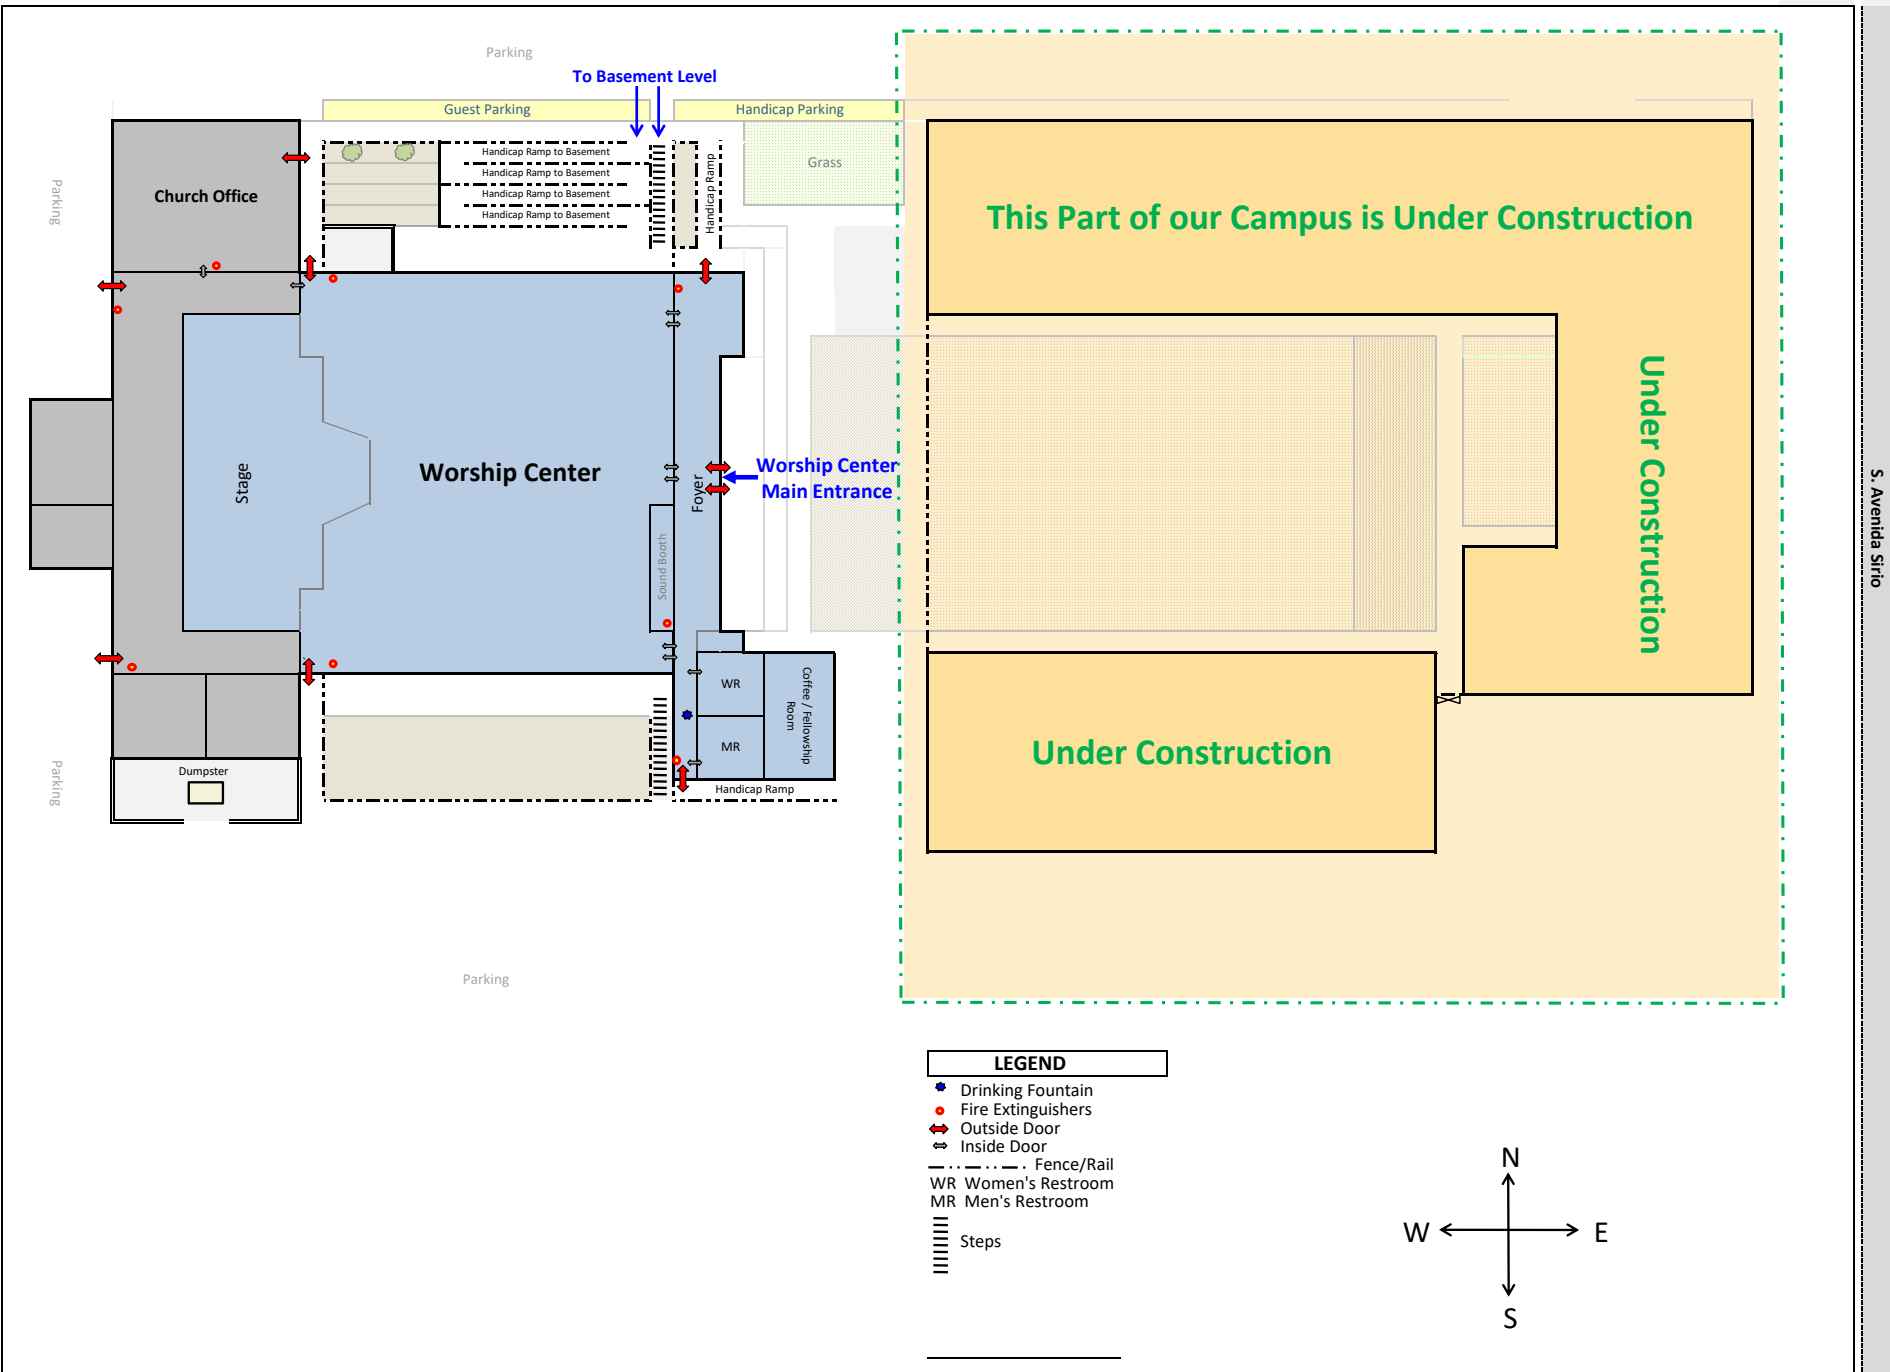 Parking
To Basement Level
Guest Parking
Handicap Parking
Handicap Ramp to Basement
Handicap Ramp to Basement
Handicap Ramp to Basement
Handicap Ramp to Basement
Handicap Ramp
Grass
Parking
Church Office
This Part of our Campus is Under Construction
Under Construction
S. Avenida Sirio
Stage
Worship Center
Foyer
Worship Center
Main Entrance
Sound Booth
WR
MR
Coffee / Fellowship
Room
Handicap Ramp
Under Construction
Parking
Dumpster
Parking
LEGEND
Drinking Fountain
Fire Extinguishers
Outside Door
Inside Door
Fence/Rail
WR Women's Restroom
MR Men's Restroom
Steps
N
W
E
S